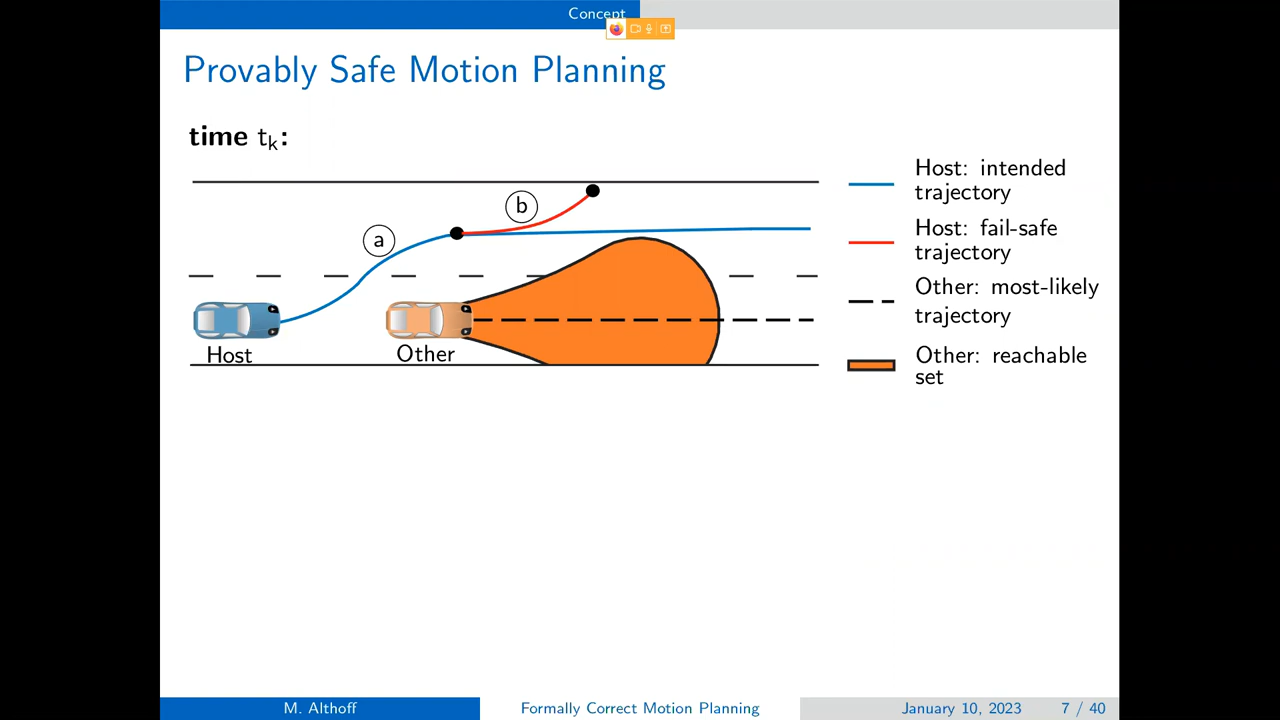 Concept
Provably Safe Motion Planning
time tk:
b
a
Host
Other
Host: intended
trajectory
Host: fail-safe
trajectory
Other: most-likely
trajectory
Other: reachable
set
M. Althoff
Formally Correct Motion Planning
January 10, 2023
7 / 40